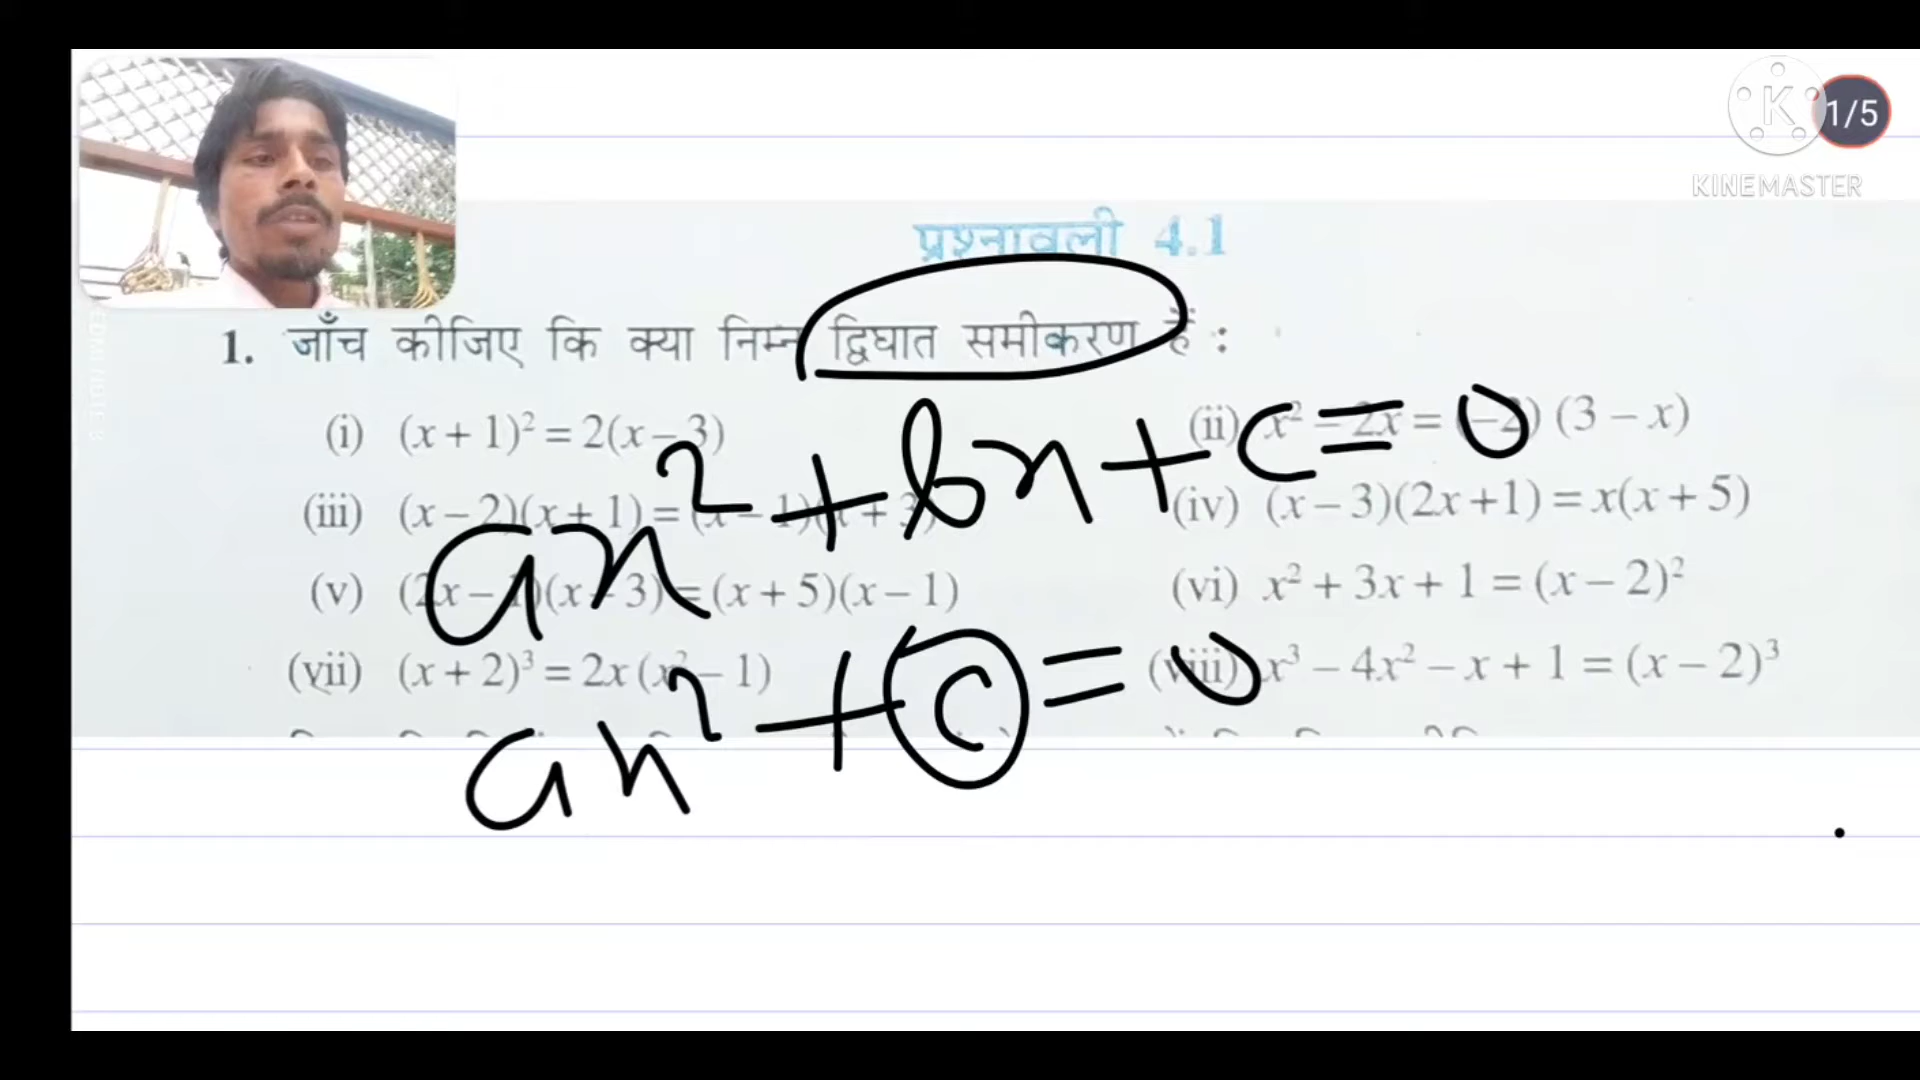 1/5
KINEMASTER
प्रश्नावली 4.1
1. जाँच कीजिए कि क्या निम्न द्विघात समीकरण हैं :
(i) (x + 1)² = 2(x – 3) (ii) x² – 2x = (–2) (3 – x)
(iii) (x – 2)(x + 1) = (x – 1)(x + 3) (iv) (x – 3)(2x +1) = x(x + 5)
(v) (2x – 1)(x – 3) = (x + 5)(x – 1) (vi) x² + 3x + 1 = (x – 2)²
(vii) (x + 2)³ = 2x (x² – 1) (viii) x³ – 4x² – x + 1 = (x – 2)³
ax² + bx + c = 0
ax² + c = 0